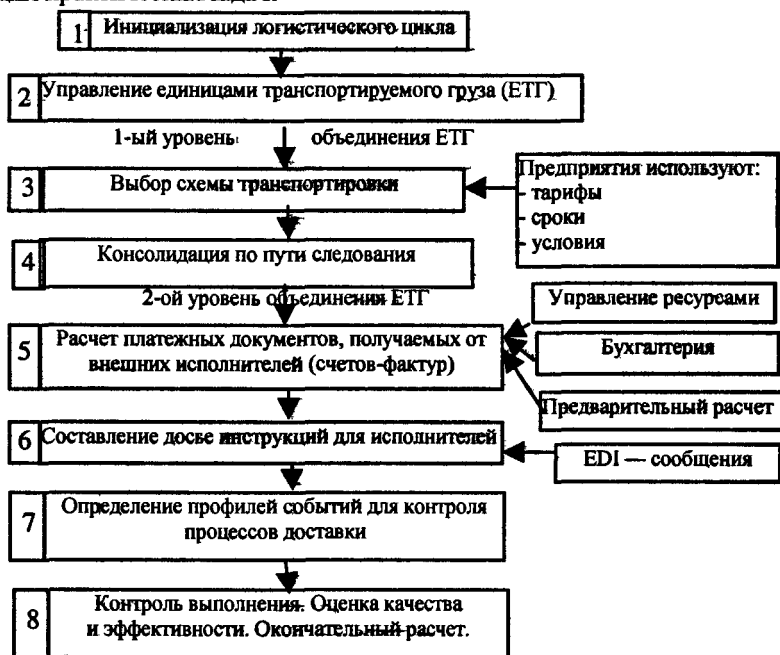 1 Инициализация логистического цикла
2 Управление единицами транспортируемого груза (ЕТГ)
1-ый уровень объединения ЕТГ
Предприятия используют:
- тарифы
- сроки
- условия
3 Выбор схемы транспортировки
4 Консолидация по пути следования
2-ой уровень объединения ЕТГ
Управление ресурсами
5 Расчет платежных документов, получаемых от
внешних исполнителей (счетов-фактур)
Бухгалтерия
Предварительный расчет
6 Составление досье инструкций для исполнителей
EDI — сообщения
7 Определение профилей событий для контроля
процессов доставки
8 Контроль выполнения. Оценка качества
и эффективности. Окончательный расчет.